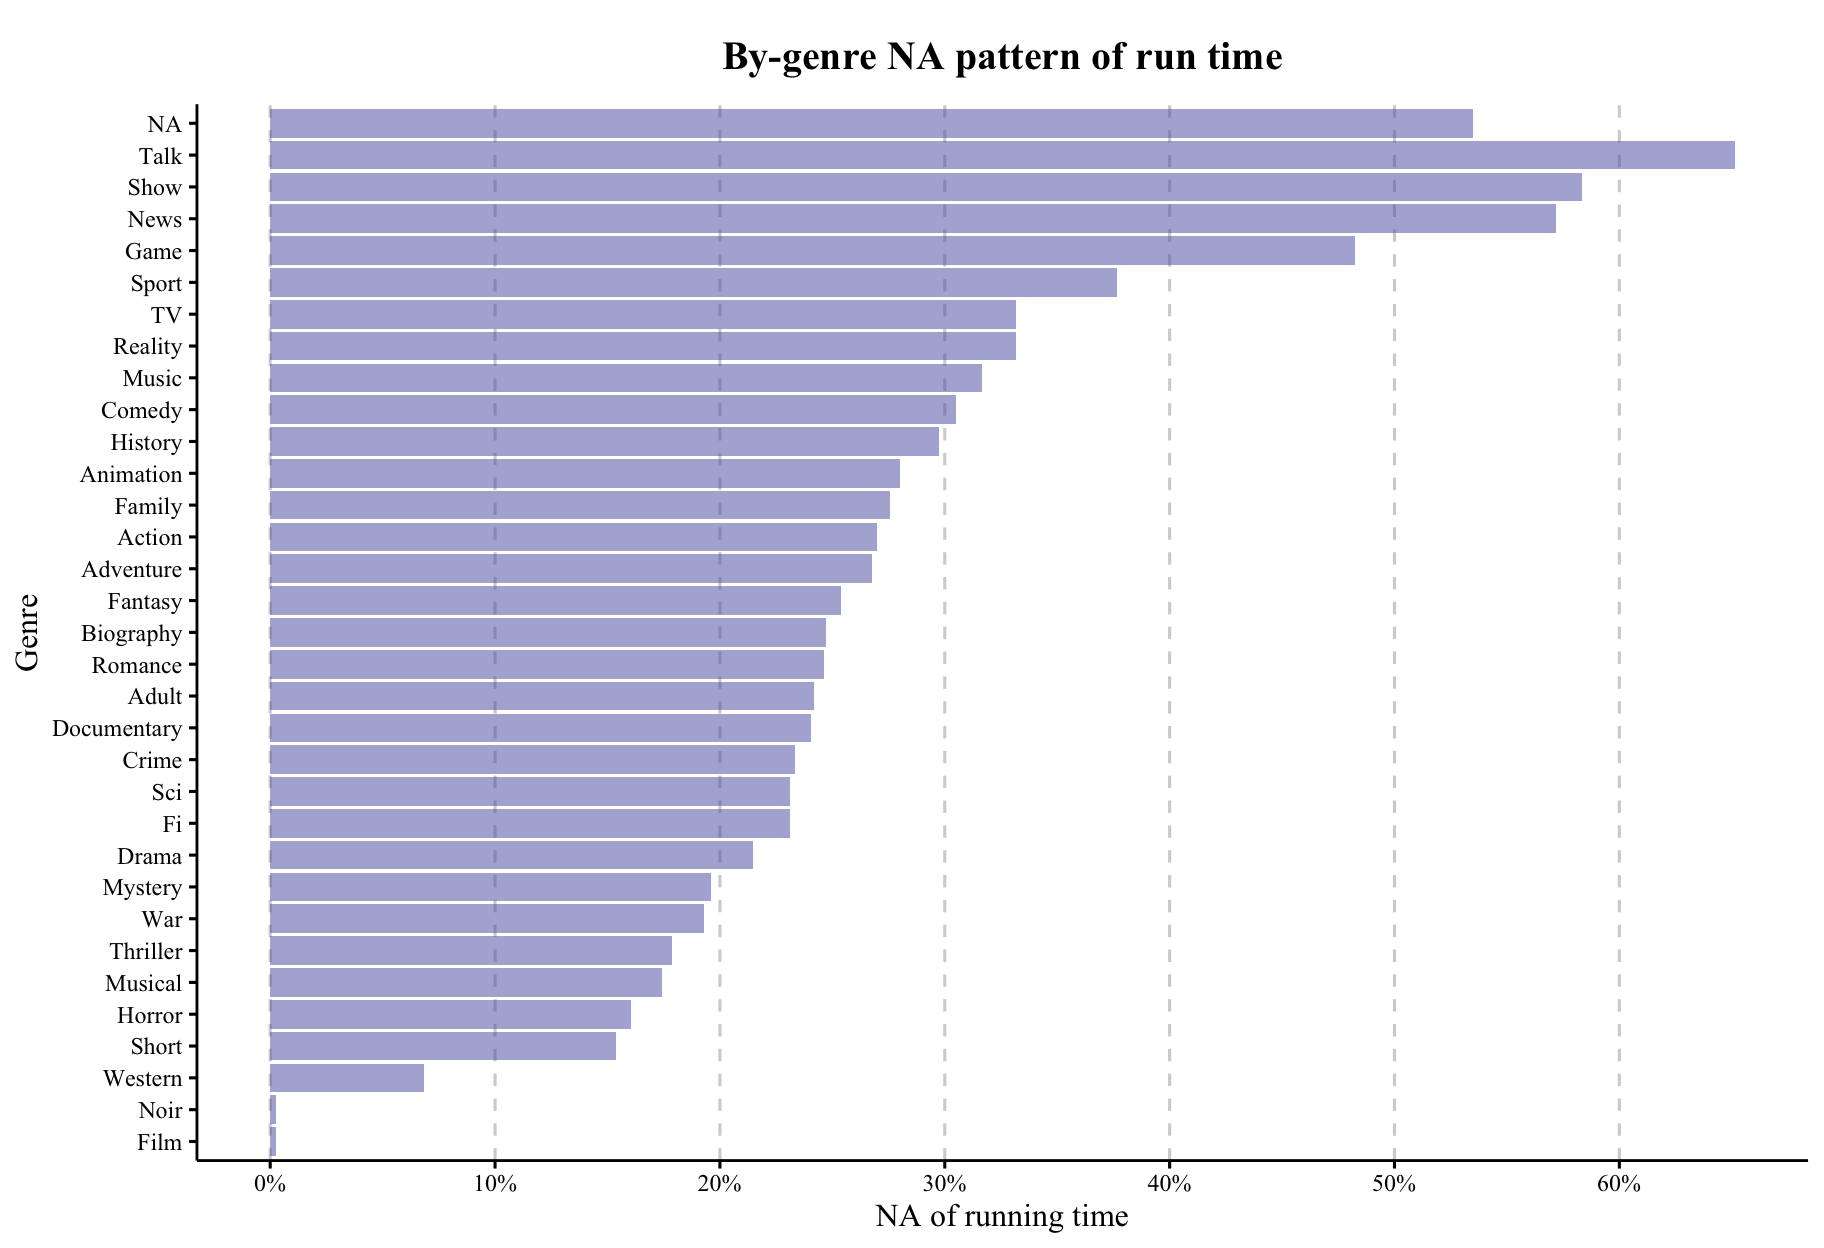 By-genre NA pattern of run time
Genre
NA
Talk
Show
News
Game
Sport
TV
Reality
Music
Comedy
History
Animation
Family
Action
Adventure
Fantasy
Biography
Romance
Adult
Documentary
Crime
Sci
Fi
Drama
Mystery
War
Thriller
Musical
Horror
Short
Western
Noir
Film
0% 10% 20% 30% 40% 50% 60%
NA of running time